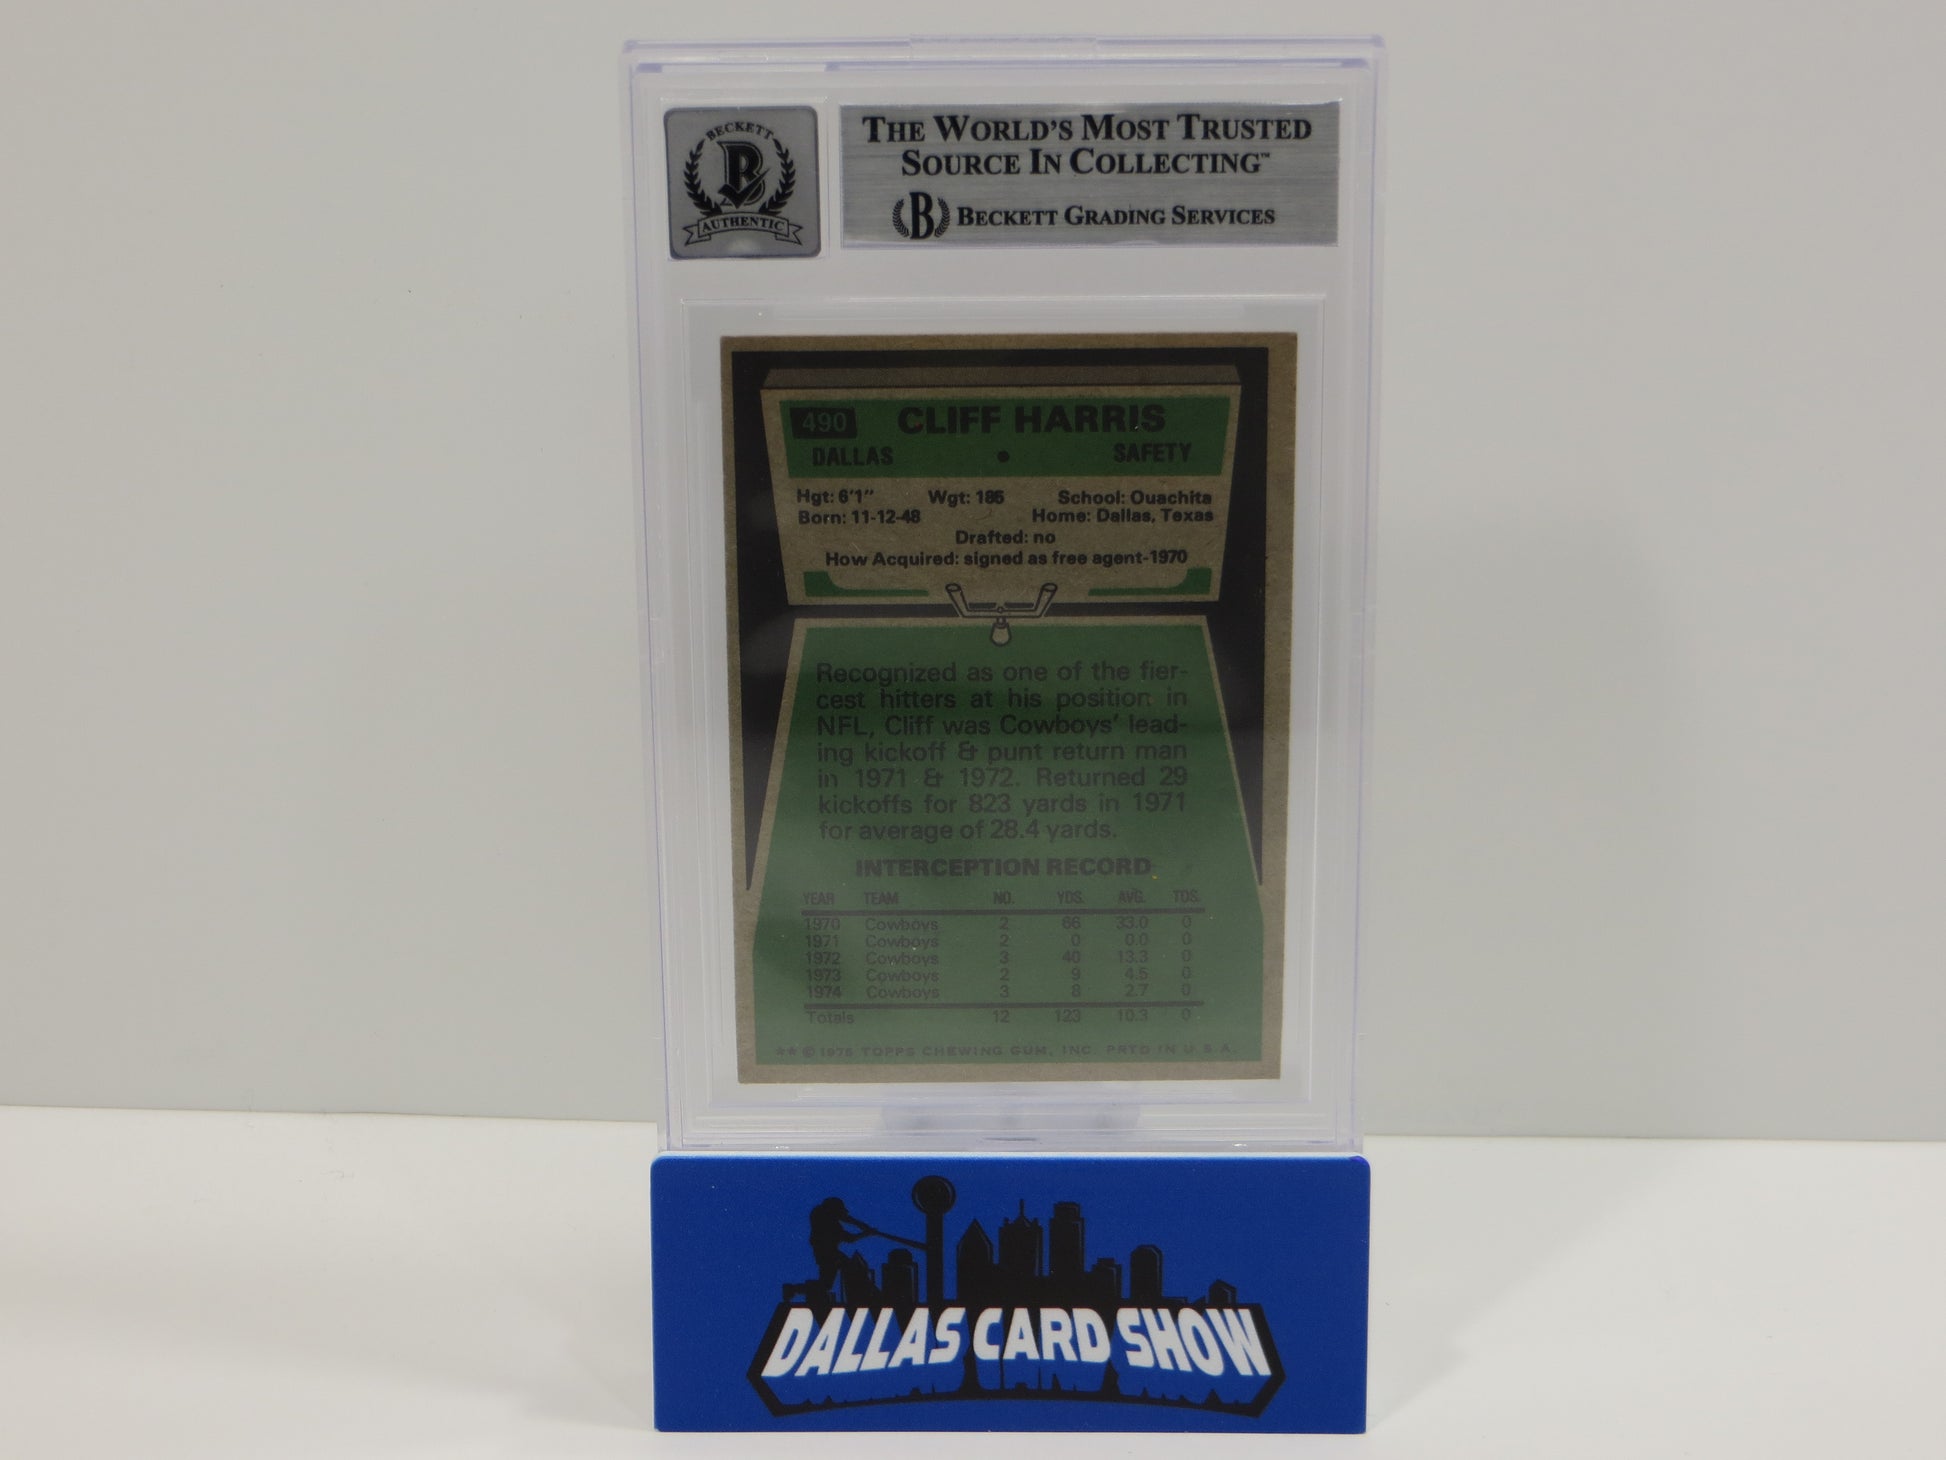 BECKETT
B
AUTHENTIC
THE WORLD'S MOST TRUSTED
SOURCE IN COLLECTING™
B BECKETT GRADING SERVICES
490 CLIFF HARRIS
DALLAS • SAFETY
Hgt: 6'1" Wgt: 185 School: Ouachita
Born: 11-12-48 Home: Dallas, Texas
Drafted: no
How Acquired: signed as free agent-1970
Recognized as one of the fier-
cest hitters at his position in
NFL, Cliff was Cowboys' lead-
ing kickoff & punt return man
in 1971 & 1972. Returned 29
kickoffs for 823 yards in 1971
for average of 28.4 yards.
INTERCEPTION RECORD
YEAR TEAM NO. YDS. AVG. TDS.
1970 Cowboys 2 66 33.0 0
1971 Cowboys 2 0 0.0 0
1972 Cowboys 3 40 13.3 0
1973 Cowboys 2 9 4.5 0
1974 Cowboys 3 8 2.7 0
Totals 12 123 10.3 0
** © 1975 TOPPS CHEWING GUM, INC. PRTD IN U.S.A.
DALLAS CARD SHOW